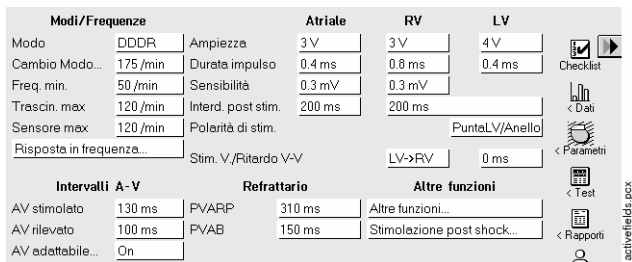 Modi/Frequenze Atriale RV LV
Modo DDDR Ampiezza 3 V 3 V 4 V
Cambio Modo... 175 /min Durata impulso 0.4 ms 0.8 ms 0.4 ms
Checklist
Freq. min. 50 /min Sensibilità 0.3 mV 0.3 mV
Trascin. max 120 /min Interd. post stim. 200 ms 200 ms
< Dati
Sensore max 120 /min Polarità di stim. PuntaLV/Anello
Risposta in frequenza...
< Parametri
Stim. V./Ritardo V-V LV->RV 0 ms
Intervalli A-V Refrattario Altre funzioni
< Test
AV stimolato 130 ms PVARP 310 ms Altre funzioni...
AV rilevato 100 ms PVAB 150 ms Stimolazione post shock...
< Rapporti
AV adattabile... On
activefields.pcx